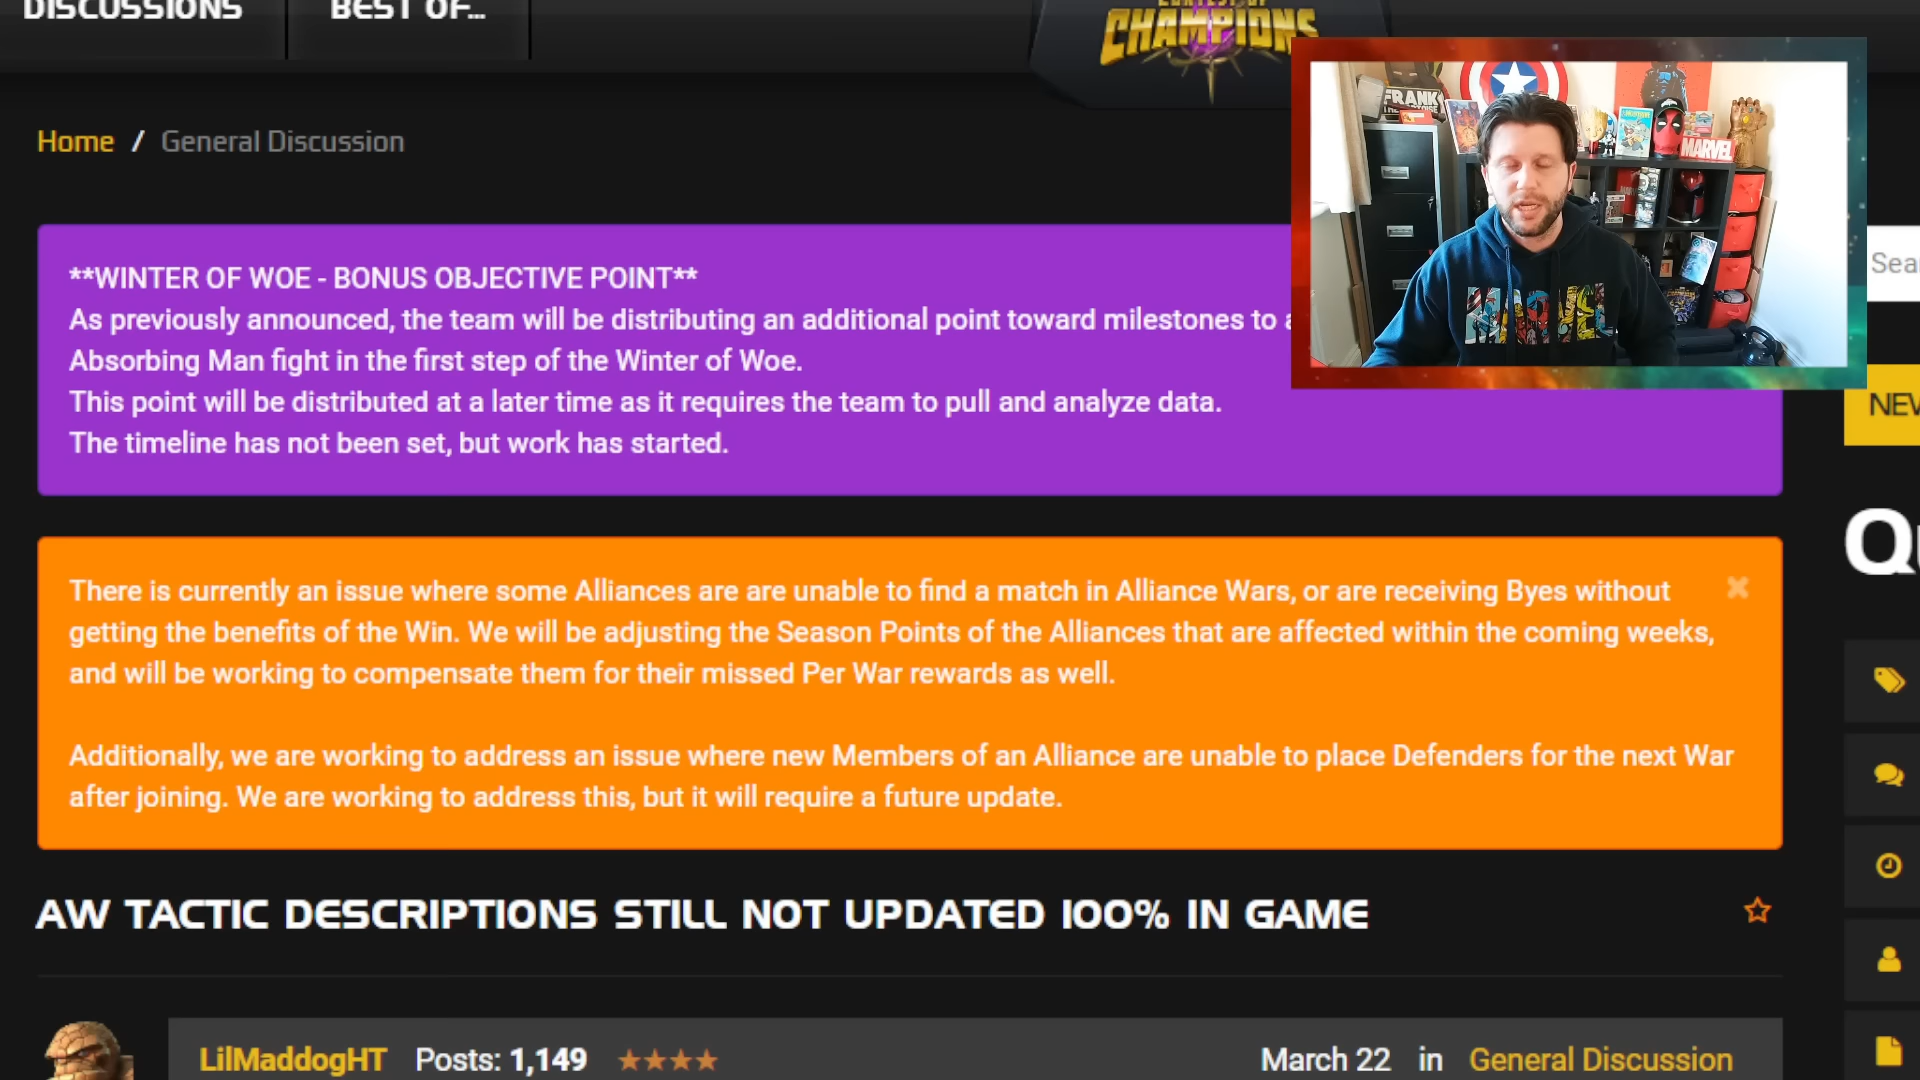 DISCUSSIONS
BEST OF...
CONTEST OF
CHAMPIONS
FRANK
MARVEL
MARVEL
Home / General Discussion
**WINTER OF WOE - BONUS OBJECTIVE POINT**
As previously announced, the team will be distributing an additional point toward milestones to
Absorbing Man fight in the first step of the Winter of Woe.
This point will be distributed at a later time as it requires the team to pull and analyze data.
The timeline has not been set, but work has started.
There is currently an issue where some Alliances are are unable to find a match in Alliance Wars, or are receiving Byes without
getting the benefits of the Win. We will be adjusting the Season Points of the Alliances that are affected within the coming weeks,
and will be working to compensate them for their missed Per War rewards as well.
Additionally, we are working to address an issue where new Members of an Alliance are unable to place Defenders for the next War
after joining. We are working to address this, but it will require a future update.
AW TACTIC DESCRIPTIONS STILL NOT UPDATED 100% IN GAME
LilMaddogHT Posts: 1,149 March 22 in General Discussion